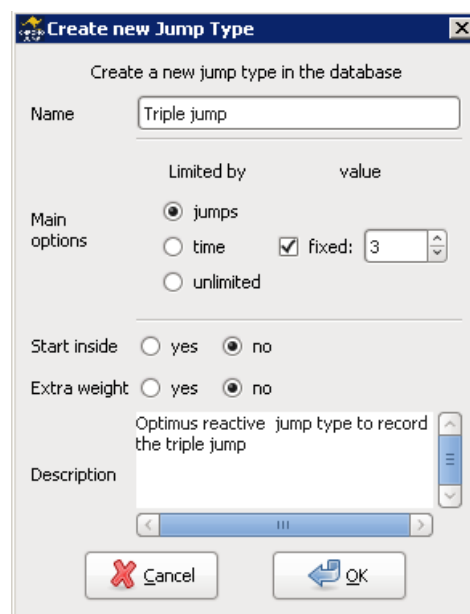 Create new Jump Type
Create a new jump type in the database
Name Triple jump
Limited by value
Main options
jumps
time fixed: 3
unlimited
Start inside yes no
Extra weight yes no
Description
Optimus reactive jump type to record
the triple jump
Cancel OK